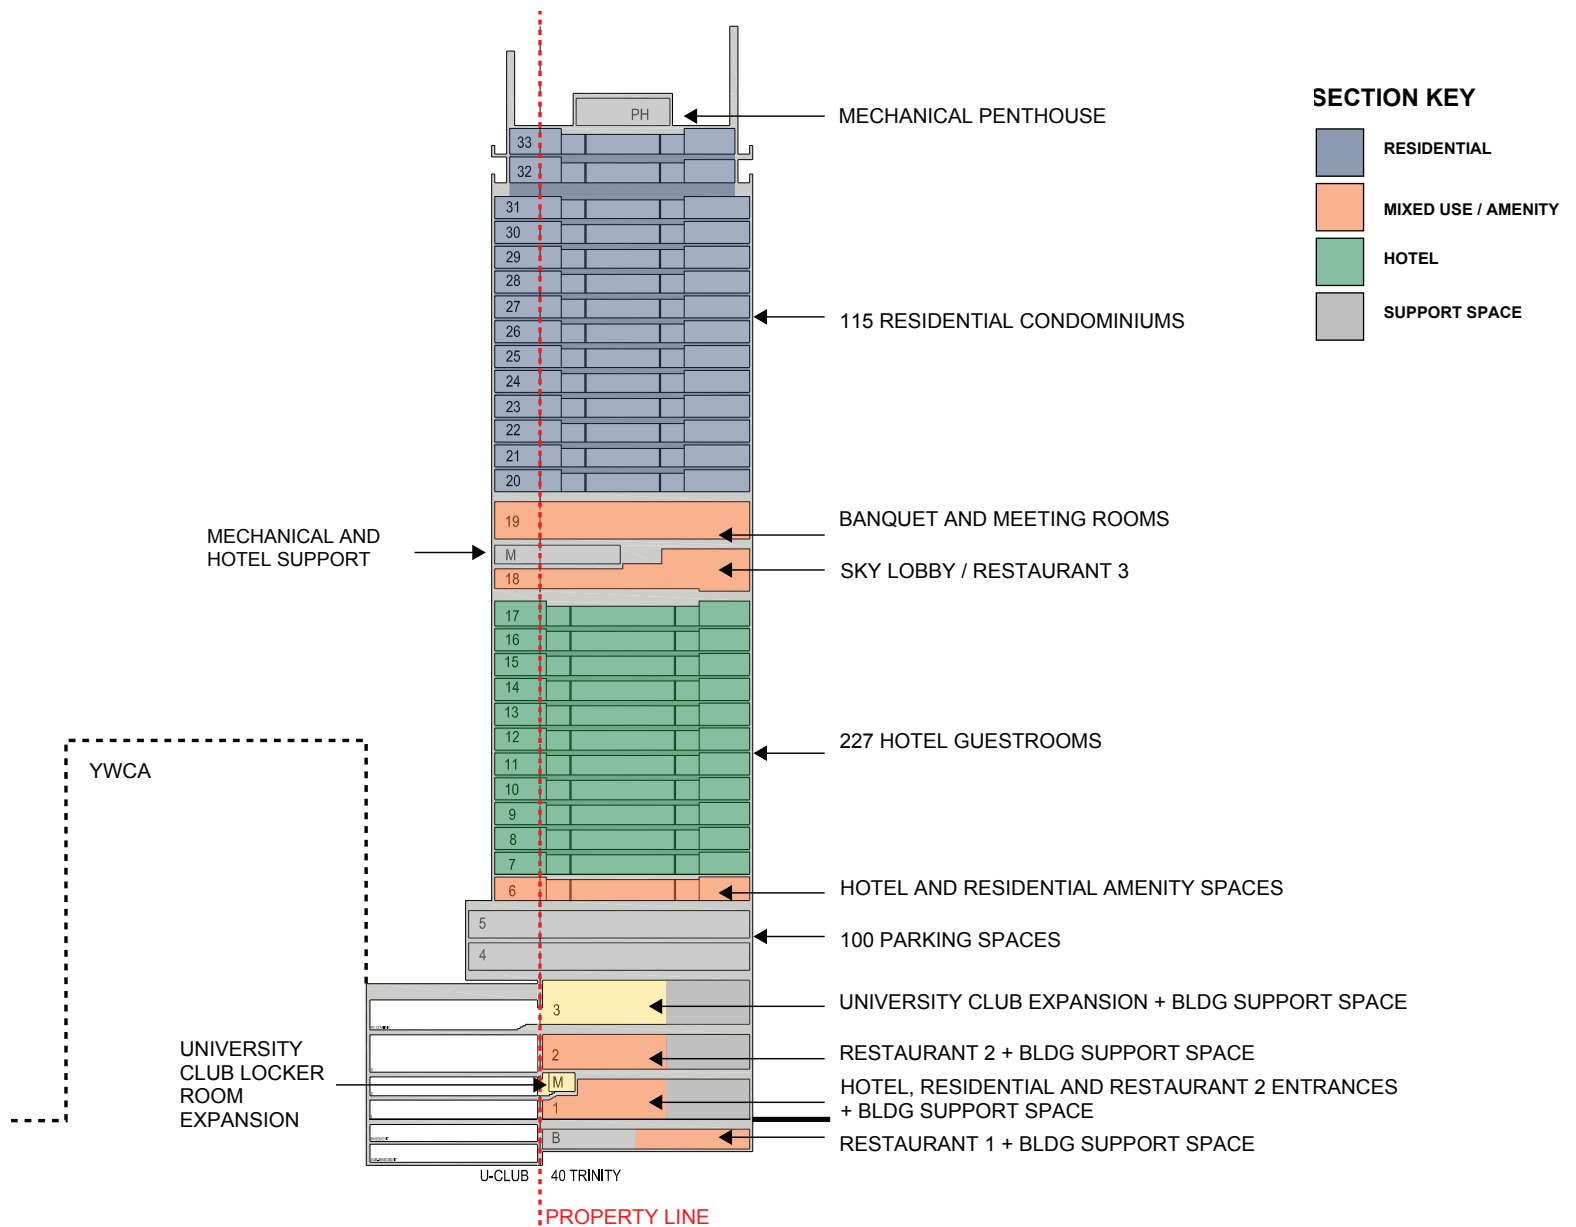 SECTION KEY
RESIDENTIAL
MIXED USE / AMENITY
HOTEL
SUPPORT SPACE
PH
MECHANICAL PENTHOUSE
33
32
31
30
29
28
27
115 RESIDENTIAL CONDOMINIUMS
26
25
24
23
22
21
20
19
BANQUET AND MEETING ROOMS
MECHANICAL AND
HOTEL SUPPORT
M
SKY LOBBY / RESTAURANT 3
18
17
16
15
14
13
12
227 HOTEL GUESTROOMS
YWCA
11
10
9
8
7
6
HOTEL AND RESIDENTIAL AMENITY SPACES
5
100 PARKING SPACES
4
3
UNIVERSITY CLUB EXPANSION + BLDG SUPPORT SPACE
2
RESTAURANT 2 + BLDG SUPPORT SPACE
UNIVERSITY
CLUB LOCKER
ROOM
EXPANSION
M
HOTEL, RESIDENTIAL AND RESTAURANT 2 ENTRANCES
+ BLDG SUPPORT SPACE
1
B
RESTAURANT 1 + BLDG SUPPORT SPACE
U-CLUB
40 TRINITY
PROPERTY LINE